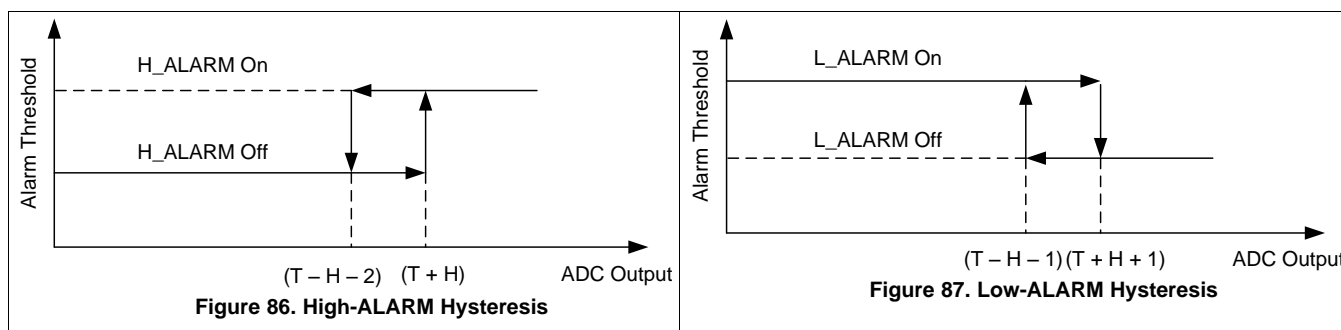 Alarm Threshold
H_ALARM On
H_ALARM Off
(T – H – 2)
(T + H)
ADC Output
Figure 86. High-ALARM Hysteresis
Alarm Threshold
L_ALARM On
L_ALARM Off
(T – H – 1)
(T + H + 1)
ADC Output
Figure 87. Low-ALARM Hysteresis